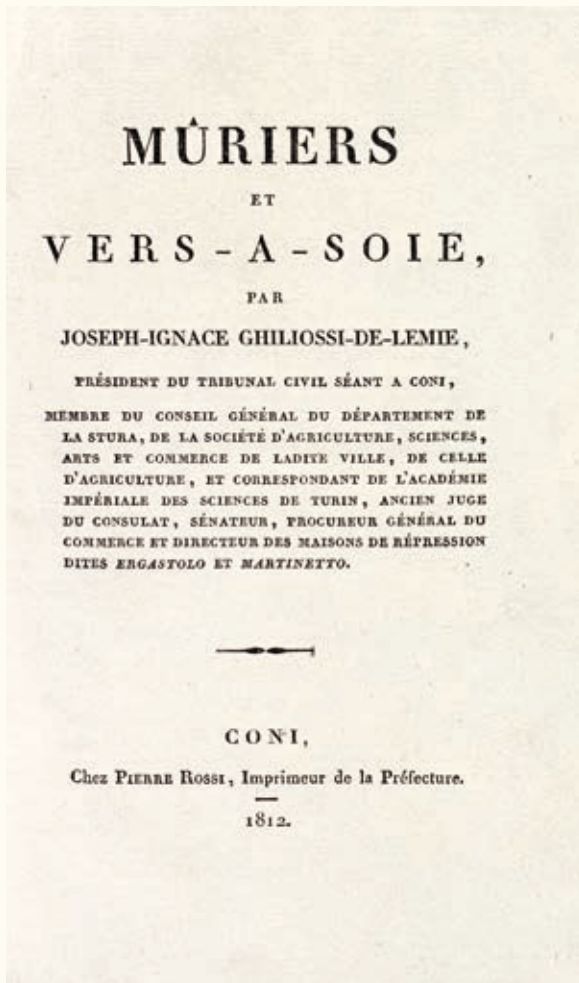 MÛRIERS
ET
VERS-A-SOIE,
PAR
JOSEPH-IGNACE GHILIOSSI-DE-LEMIE,
PRÉSIDENT DU TRIBUNAL CIVIL SÉANT A CONI,
MEMBRE DU CONSEIL GÉNÉRAL DU DÉPARTEMENT DE
LA STURA, DE LA SOCIÉTÉ D'AGRICULTURE, SCIENCES,
ARTS ET COMMERCE DE LADITE VILLE, DE CELLE
D'AGRICULTURE, ET CORRESPONDANT DE L'ACADÉMIE
IMPÉRIALE DES SCIENCES DE TURIN, ANCIEN JUGE
DU CONSULAT, SÉNATEUR, PROCUREUR GÉNÉRAL DU
COMMERCE ET DIRECTEUR DES MAISONS DE RÉPRESSION
DITES ERGASTOLO ET MARTINETTO.
CONI,
Chez PIERRE ROSSI, Imprimeur de la Préfecture.
1812.